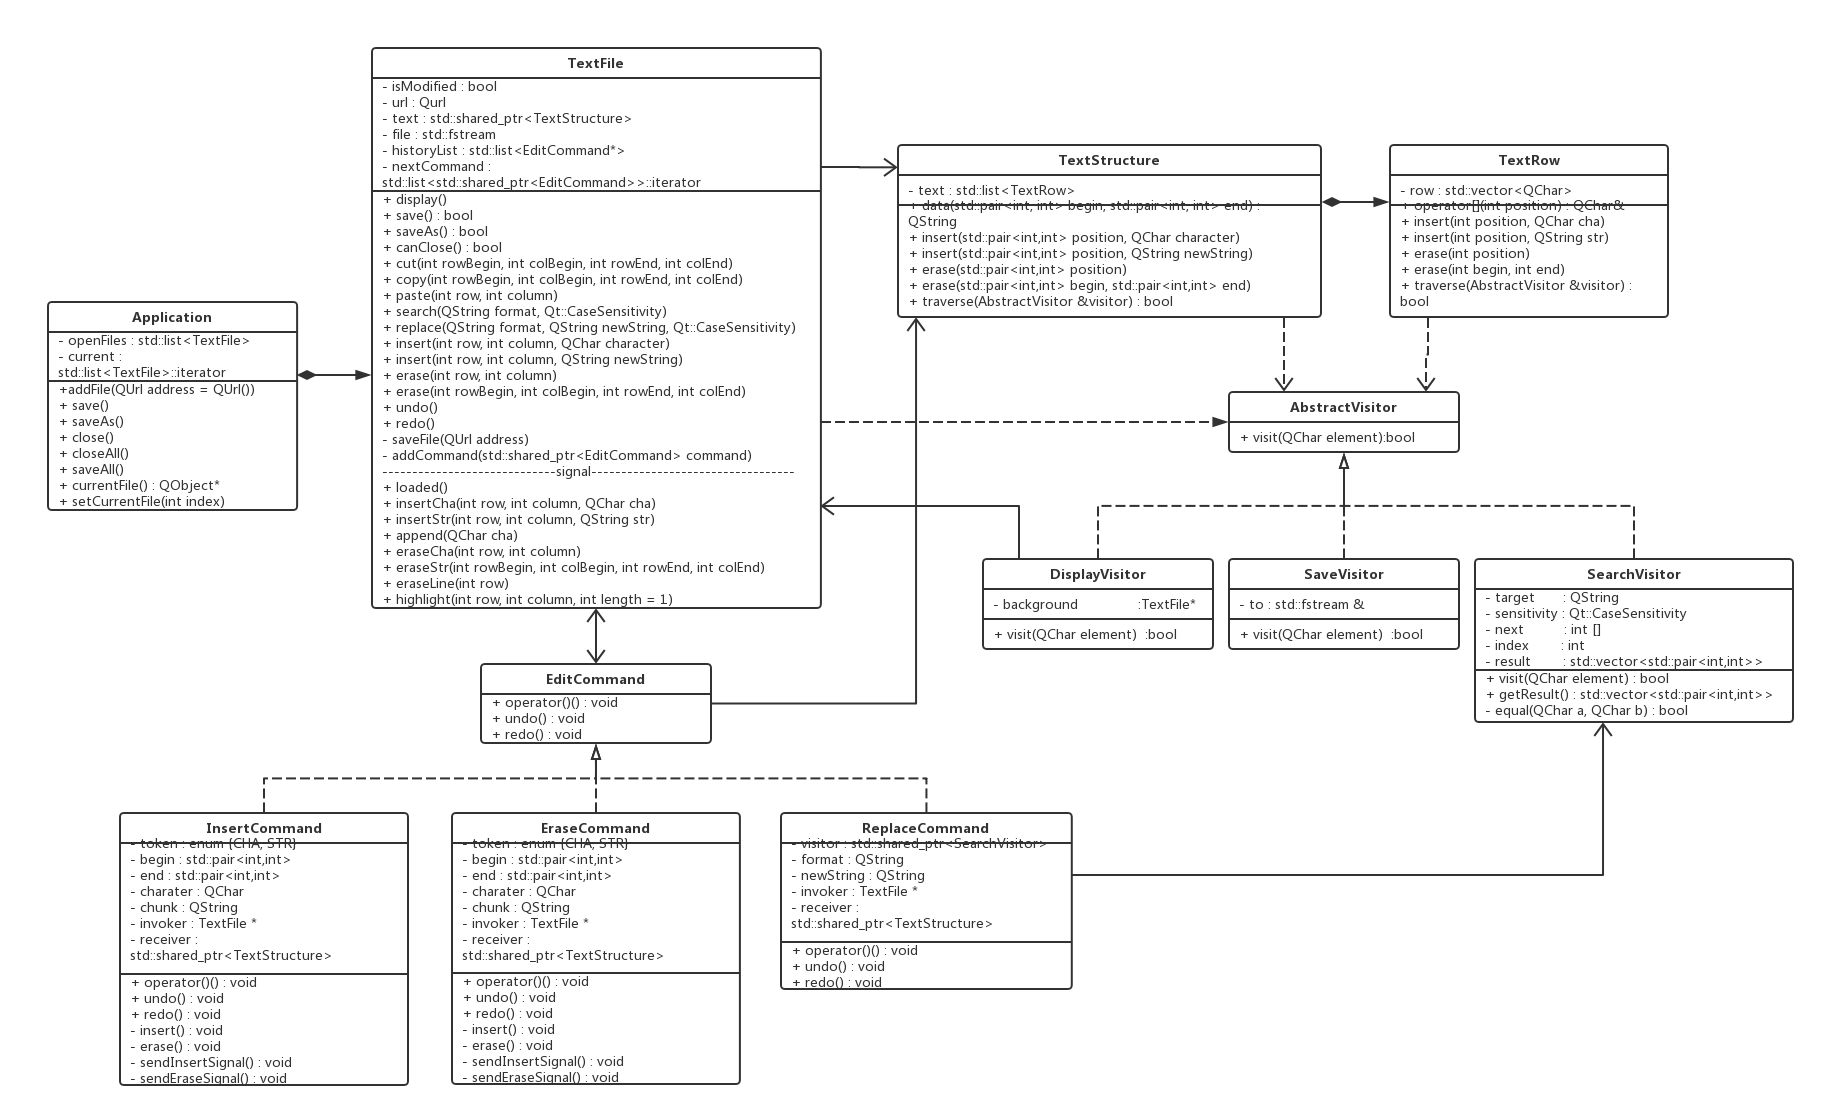 TextFile
- isModified : bool
- url : Qurl
- text : std::shared_ptr<TextStructure>
- file : std::fstream
- historyList : std::list<EditCommand*>
- nextCommand :
std::list<std::shared_ptr<EditCommand>>::iterator
+ display()
+ save() : bool
+ saveAs() : bool
+ canClose() : bool
+ cut(int rowBegin, int colBegin, int rowEnd, int colEnd)
+ copy(int rowBegin, int colBegin, int rowEnd, int colEnd)
+ paste(int row, int column)
+ search(QString format, Qt::CaseSensitivity)
+ replace(QString format, QString newString, Qt::CaseSensitivity)
+ insert(int row, int column, QChar character)
+ insert(int row, int column, QString newString)
+ erase(int row, int column)
+ erase(int rowBegin, int colBegin, int rowEnd, int colEnd)
+ undo()
+ redo()
- saveFile(QUrl address)
- addCommand(std::shared_ptr<EditCommand> command)
-----------------------------signal----------------------------------
+ loaded()
+ insertCha(int row, int column, QChar cha)
+ insertStr(int row, int column, QString str)
+ append(QChar cha)
+ eraseCha(int row, int column)
+ eraseStr(int rowBegin, int colBegin, int rowEnd, int colEnd)
+ eraseLine(int row)
+ highlight(int row, int column, int length = 1)
TextStructure
- text : std::list<TextRow>
+ data(std::pair<int, int> begin, std::pair<int, int> end) :
QString
+ insert(std::pair<int,int> position, QChar character)
+ insert(std::pair<int,int> position, QString newString)
+ erase(std::pair<int,int> position)
+ erase(std::pair<int,int> begin, std::pair<int,int> end)
+ traverse(AbstractVisitor &visitor) : bool
TextRow
- row : std::vector<QChar>
+ operator[](int position) : QChar&
+ insert(int position, QChar cha)
+ insert(int position, QString str)
+ erase(int position)
+ erase(int begin, int end)
+ traverse(AbstractVisitor &visitor) :
bool
Application
- openFiles : std::list<TextFile>
- current :
std::list<TextFile>::iterator
+addFile(QUrl address = QUrl())
+ save()
+ saveAs()
+ close()
+ closeAll()
+ saveAll()
+ currentFile() : QObject*
+ setCurrentFile(int index)
AbstractVisitor
+ visit(QChar element):bool
DisplayVisitor
- background :TextFile*
+ visit(QChar element) :bool
SaveVisitor
- to : std::fstream &
+ visit(QChar element) :bool
SearchVisitor
- target : QString
- sensitivity : Qt::CaseSensitivity
- next : int []
- index : int
- result : std::vector<std::pair<int,int>>
+ visit(QChar element) : bool
+ getResult() : std::vector<std::pair<int,int>>
- equal(QChar a, QChar b) : bool
EditCommand
+ operator()() : void
+ undo() : void
+ redo() : void
InsertCommand
- token : enum {CHA, STR}
- begin : std::pair<int,int>
- end : std::pair<int,int>
- charater : QChar
- chunk : QString
- invoker : TextFile *
- receiver :
std::shared_ptr<TextStructure>
+ operator()() : void
+ undo() : void
+ redo() : void
- insert() : void
- erase() : void
- sendInsertSignal() : void
- sendEraseSignal() : void
EraseCommand
- token : enum {CHA, STR}
- begin : std::pair<int,int>
- end : std::pair<int,int>
- charater : QChar
- chunk : QString
- invoker : TextFile *
- receiver :
std::shared_ptr<TextStructure>
+ operator()() : void
+ undo() : void
+ redo() : void
- insert() : void
- erase() : void
- sendInsertSignal() : void
- sendEraseSignal() : void
ReplaceCommand
- visitor : std::shared_ptr<SearchVisitor>
- format : QString
- newString : QString
- invoker : TextFile *
- receiver :
std::shared_ptr<TextStructure>
+ operator()() : void
+ undo() : void
+ redo() : void